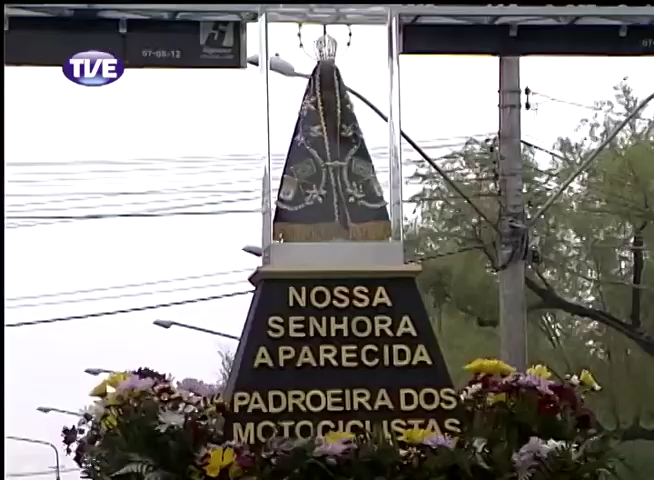 TVE
NOSSA
SENHORA
APARECIDA
PADROEIRA DOS
MOTOCICLISTAS